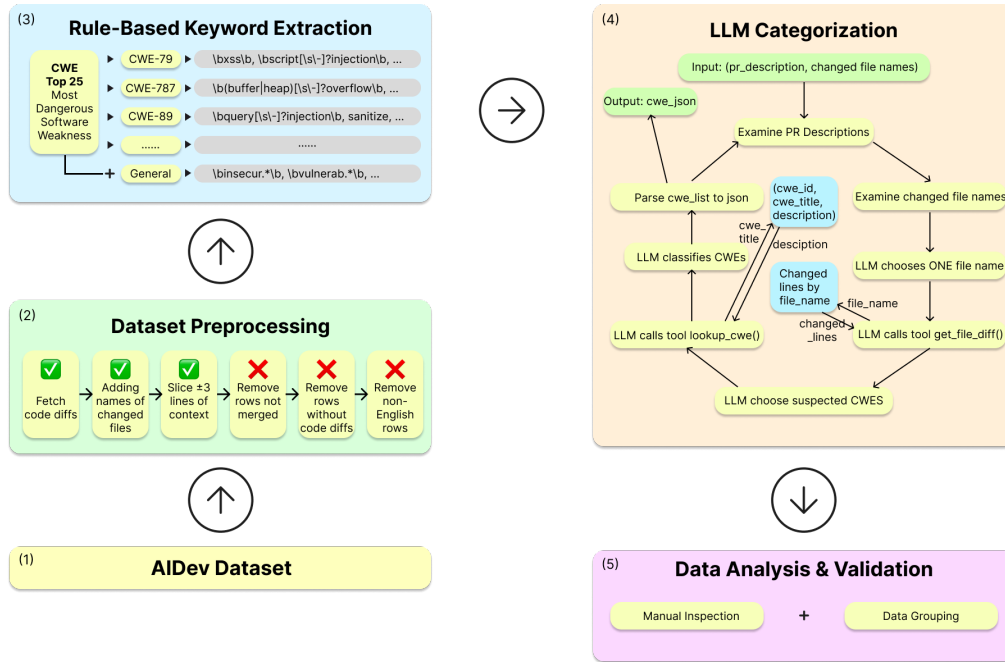 (3)
Rule-Based Keyword Extraction
CWE
Top 25
Most
Dangerous
Software
Weakness
CWE-79
\bxss\b, \bscript[\s\-]?injection\b, ...
CWE-787
\b(buffer|heap)[\s\-]?overflow\b, ...
CWE-89
\bquery[\s\-]?injection\b, sanitize, ...
......
......
+
General
\binsecur.*\b, \bvulnerab.*\b, ...
(2)
Dataset Preprocessing
Fetch
code diffs
Adding
names of
changed
files
Slice ±3
lines of
context
Remove
rows not
merged
Remove
rows
without
code diffs
Remove
non-
English
rows
(1)
AIDev Dataset
(4)
LLM Categorization
Input: (pr_description, changed file names)
Output: cwe_json
Examine PR Descriptions
Parse cwe_list to json
(cwe_id,
cwe_title,
description)
Examine changed file names
cwe_
title
desciption
LLM classifies CWEs
LLM chooses ONE file name
Changed
lines by
file_name
file_name
changed
_lines
LLM calls tool lookup_cwe()
LLM calls tool get_file_diff()
LLM choose suspected CWES
(5)
Data Analysis & Validation
Manual Inspection
+
Data Grouping